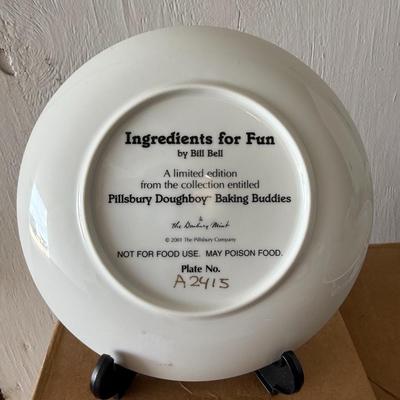 Ingredients for Fun
by Bill Bell
A limited edition
from the collection entitled
Pillsbury Doughboy™ Baking Buddies
The Danbury Mint
© 2001 The Pillsbury Company
NOT FOR FOOD USE. MAY POISON FOOD.
Plate No.
A2415